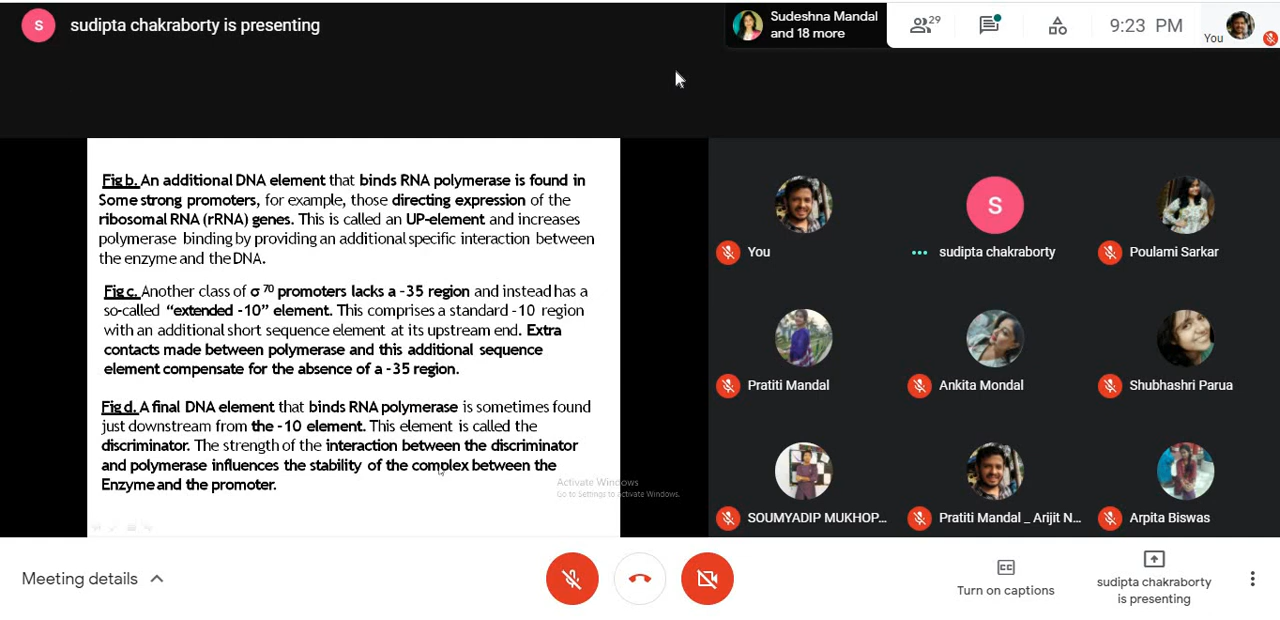 S
sudipta chakraborty is presenting
Sudeshna Mandal
and 18 more
29
9:23 PM
You
Fig b. An additional DNA element that binds RNA polymerase is found in
Some strong promoters, for example, those directing expression of the
ribosomal RNA (rRNA) genes. This is called an UP-element and increases
polymerase binding by providing an additional specific interaction between
the enzyme and the DNA.
Fig c. Another class of σ 70 promoters lacks a -35 region and instead has a
so-called “extended -10” element. This comprises a standard -10 region
with an additional short sequence element at its upstream end. Extra
contacts made between polymerase and this additional sequence
element compensate for the absence of a -35 region.
Fig d. A final DNA element that binds RNA polymerase is sometimes found
just downstream from the -10 element. This element is called the
discriminator. The strength of the interaction between the discriminator
and polymerase influences the stability of the complex between the
Enzyme and the promoter.
Activate Windows
Go to Settings to activate Windows.
S
You
sudipta chakraborty
Poulami Sarkar
Pratiti Mandal
Ankita Mondal
Shubhashri Parua
SOUMYADIP MUKHOP...
Pratiti Mandal _ Arijit N...
Arpita Biswas
Meeting details
CC
Turn on captions
sudipta chakraborty
is presenting